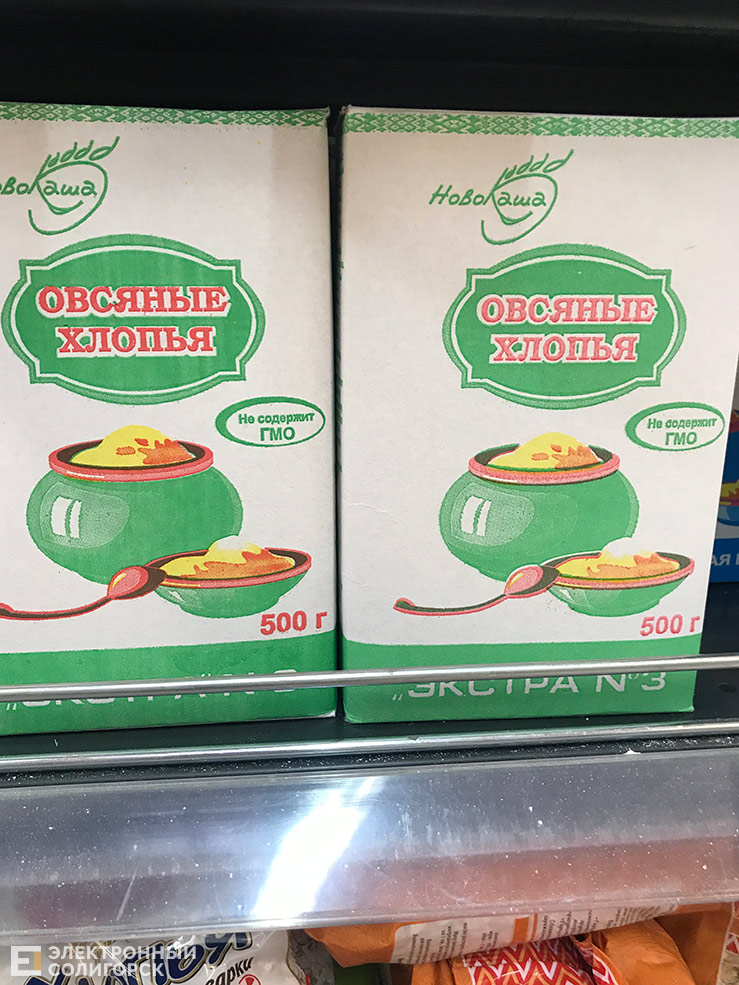 НовоКаша
ОВСЯНЫЕ
ХЛОПЬЯ
Не содержит
ГМО
500 г
НовоКаша
ОВСЯНЫЕ
ХЛОПЬЯ
Не содержит
ГМО
500 г
„ЭКСТРА" №3
ЭЛЕКТРОННЫЙ
СОЛИГОРСК